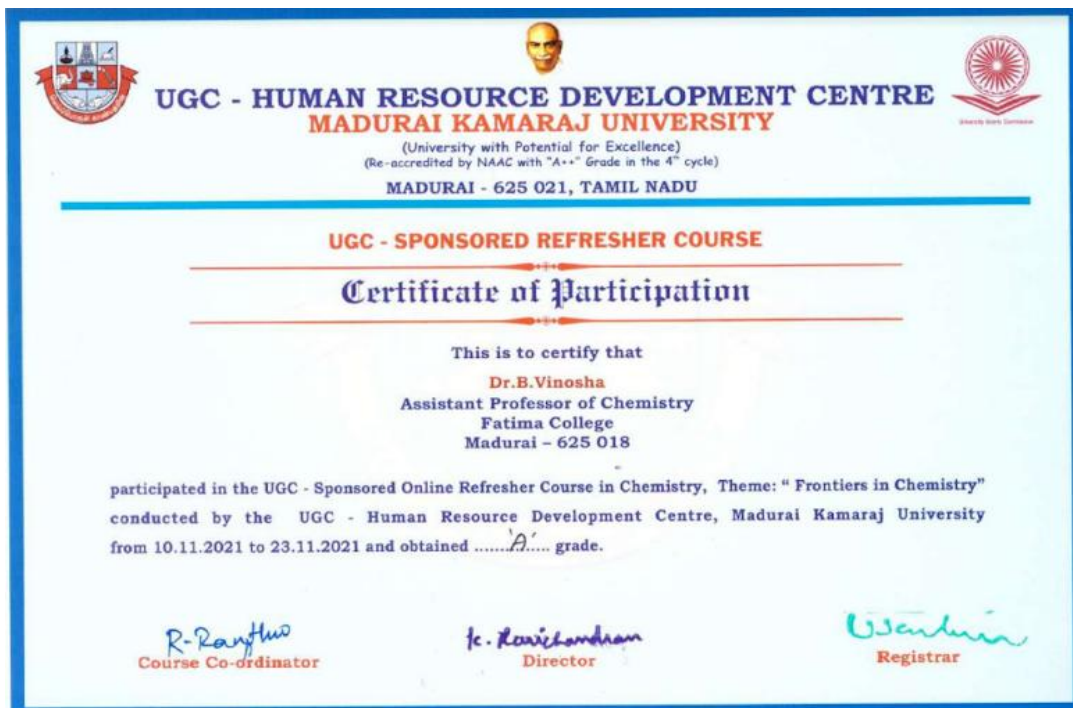 UGC - HUMAN RESOURCE DEVELOPMENT CENTRE
MADURAI KAMARAJ UNIVERSITY
University Grants Commission
(University with Potential for Excellence)
(Re-accredited by NAAC with "A++" Grade in the 4th cycle)
MADURAI - 625 021, TAMIL NADU
UGC - SPONSORED REFRESHER COURSE
Certificate of Participation
This is to certify that
Dr.B.Vinosha
Assistant Professor of Chemistry
Fatima College
Madurai – 625 018
participated in the UGC - Sponsored Online Refresher Course in Chemistry, Theme: " Frontiers in Chemistry"
conducted by the UGC - Human Resource Development Centre, Madurai Kamaraj University
from 10.11.2021 to 23.11.2021 and obtained ........'A'..... grade.
K. Ravichandran
Course Co-ordinator
Director
Registrar